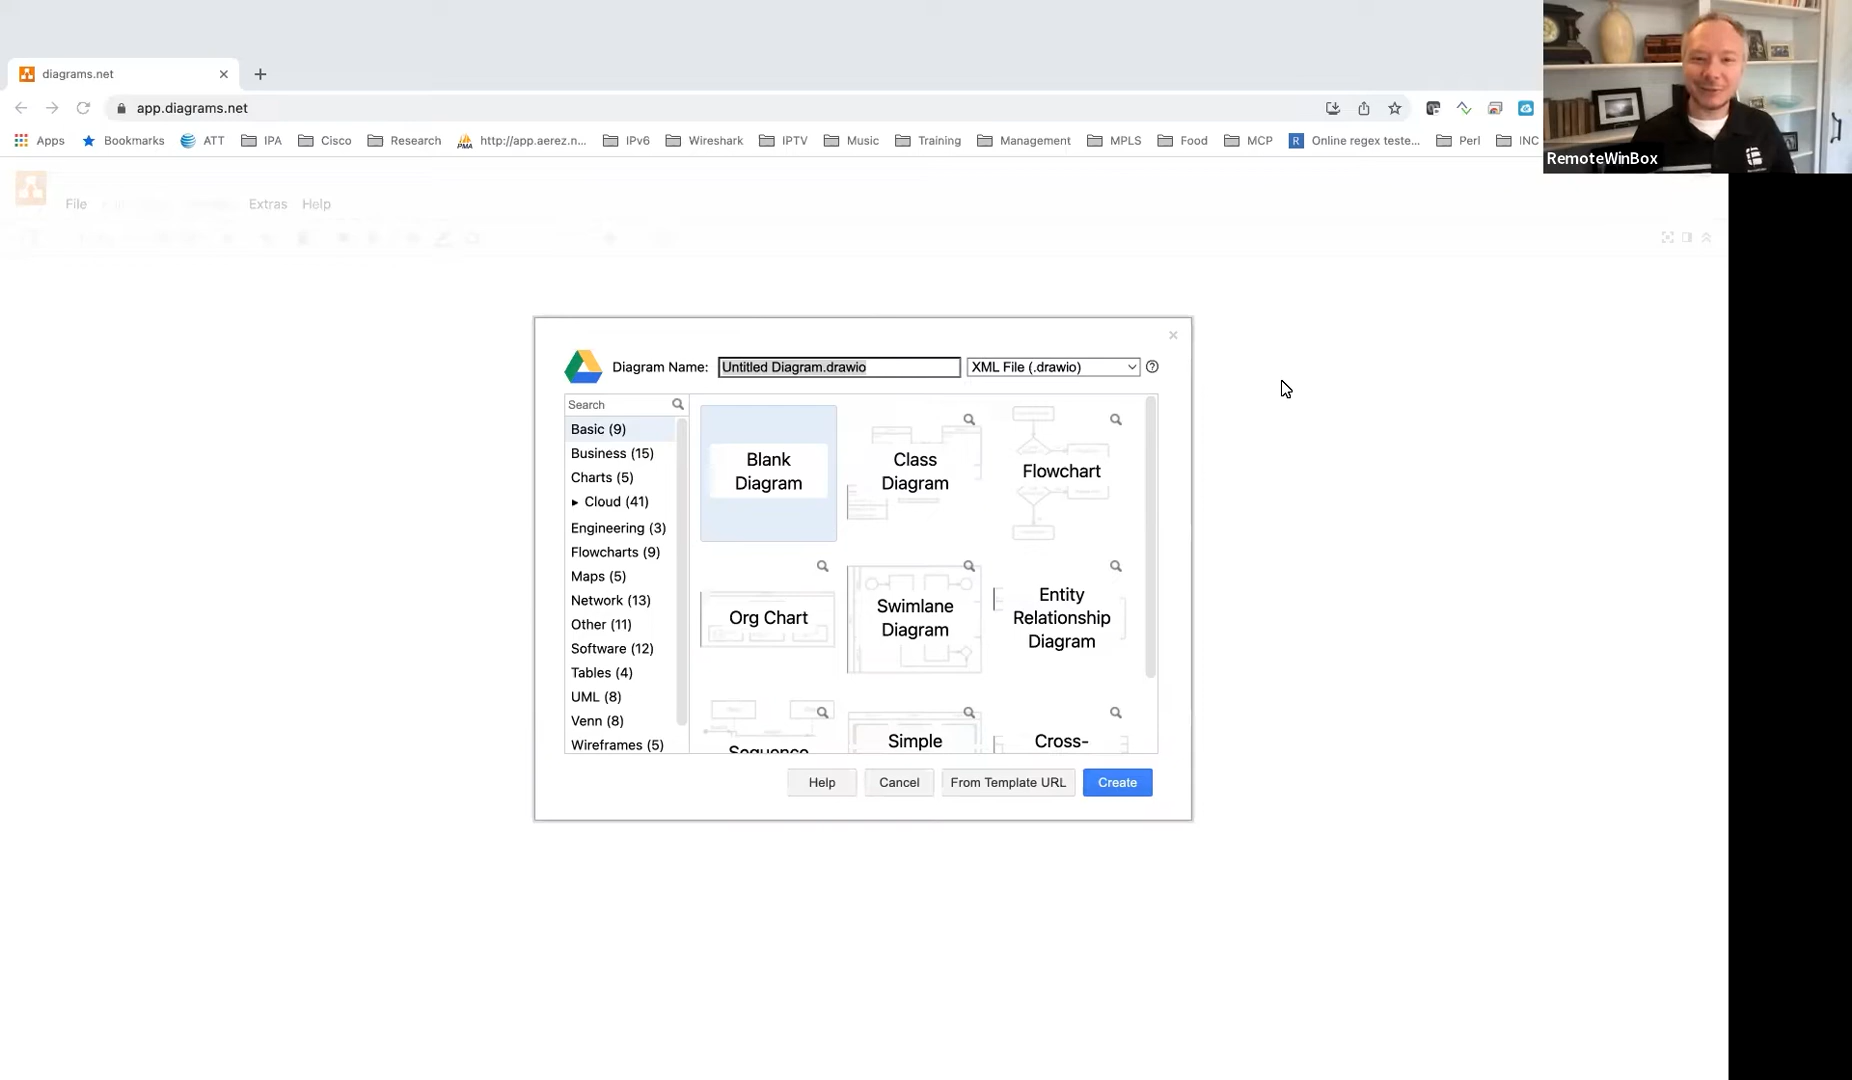 diagrams.net
app.diagrams.net
Apps Bookmarks ATT IPA Cisco Research http://app.aerez.n... IPv6 Wireshark IPTV Music Training Management MPLS Food MCP Online regex teste... Perl INC
RemoteWinBox
File Extras Help
Diagram Name: Untitled Diagram.drawio XML File (.drawio)
Search
Basic (9)
Business (15)
Charts (5)
Cloud (41)
Engineering (3)
Flowcharts (9)
Maps (5)
Network (13)
Other (11)
Software (12)
Tables (4)
UML (8)
Venn (8)
Wireframes (5)
Blank
Diagram
Class
Diagram
Flowchart
Org Chart
Swimlane
Diagram
Entity
Relationship
Diagram
Sequence
Simple
Cross-
Help Cancel From Template URL Create